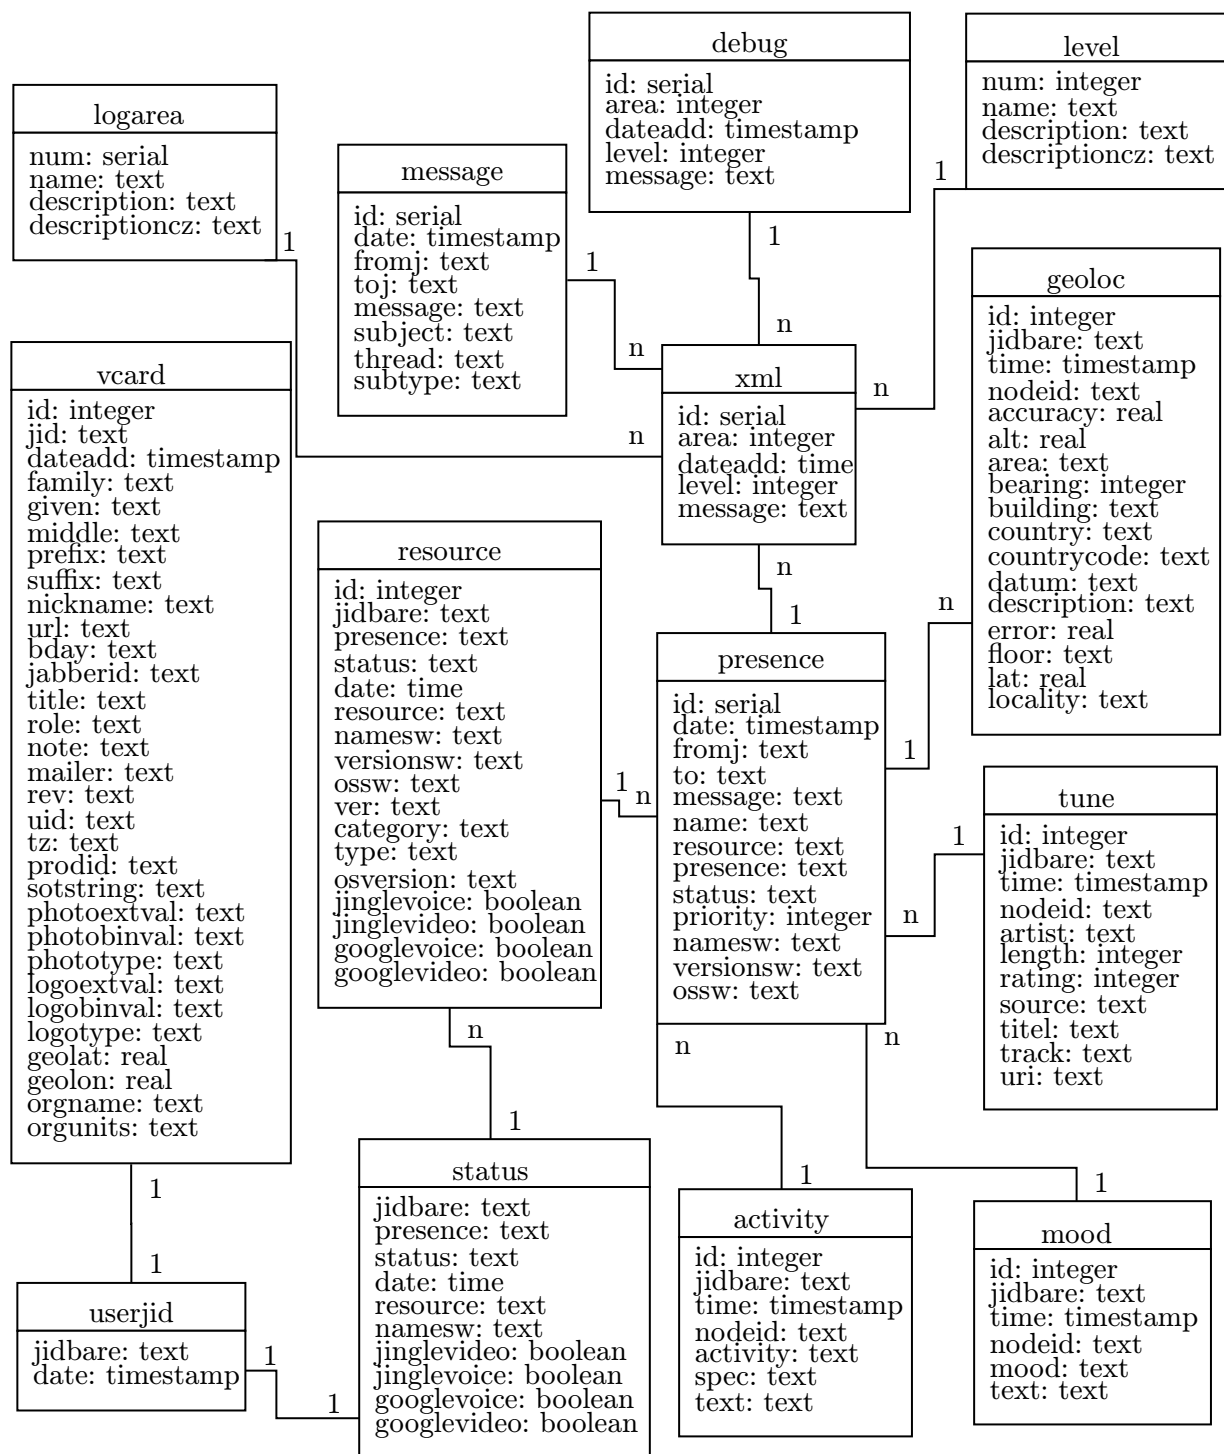 debug
id: serial
area: integer
dateadd: timestamp
level: integer
message: text
1
level
num: integer
name: text
description: text
descriptioncz: text
1
logarea
num: serial
name: text
description: text
descriptioncz: text
1
message
id: serial
date: timestamp
fromj: text
toj: text
message: text
subject: text
thread: text
subtype: text
1
n
n
n
n
xml
id: serial
area: integer
dateadd: time
level: integer
message: text
n
1
geoloc
id: integer
jidbare: text
time: timestamp
nodeid: text
accuracy: real
alt: real
area: text
bearing: integer
building: text
country: text
countrycode: text
datum: text
description: text
error: real
floor: text
lat: real
locality: text
n
1
vcard
id: integer
jid: text
dateadd: timestamp
family: text
given: text
middle: text
prefix: text
suffix: text
nickname: text
url: text
bday: text
jabberid: text
title: text
role: text
note: text
mailer: text
rev: text
uid: text
tz: text
prodid: text
sotstring: text
photoextval: text
photobinval: text
phototype: text
logoextval: text
logobinval: text
logotype: text
geolat: real
geolon: real
orgname: text
orgunits: text
1
1
resource
id: integer
jidbare: text
presence: text
status: text
date: time
resource: text
namesw: text
versionsw: text
ossw: text
ver: text
category: text
type: text
osversion: text
jinglevoice: boolean
jinglevideo: boolean
googlevoice: boolean
googlevideo: boolean
1
n
n
1
presence
id: serial
date: timestamp
fromj: text
to: text
message: text
name: text
resource: text
presence: text
status: text
priority: integer
namesw: text
versionsw: text
ossw: text
n
n
tune
id: integer
jidbare: text
time: timestamp
nodeid: text
artist: text
length: integer
rating: integer
source: text
titel: text
track: text
uri: text
1
n
userjid
jidbare: text
date: timestamp
1
1
status
jidbare: text
presence: text
status: text
date: time
resource: text
namesw: text
jinglevideo: boolean
jinglevoice: boolean
googlevoice: boolean
googlevideo: boolean
1
activity
id: integer
jidbare: text
time: timestamp
nodeid: text
activity: text
spec: text
text: text
1
mood
id: integer
jidbare: text
time: timestamp
nodeid: text
mood: text
text: text